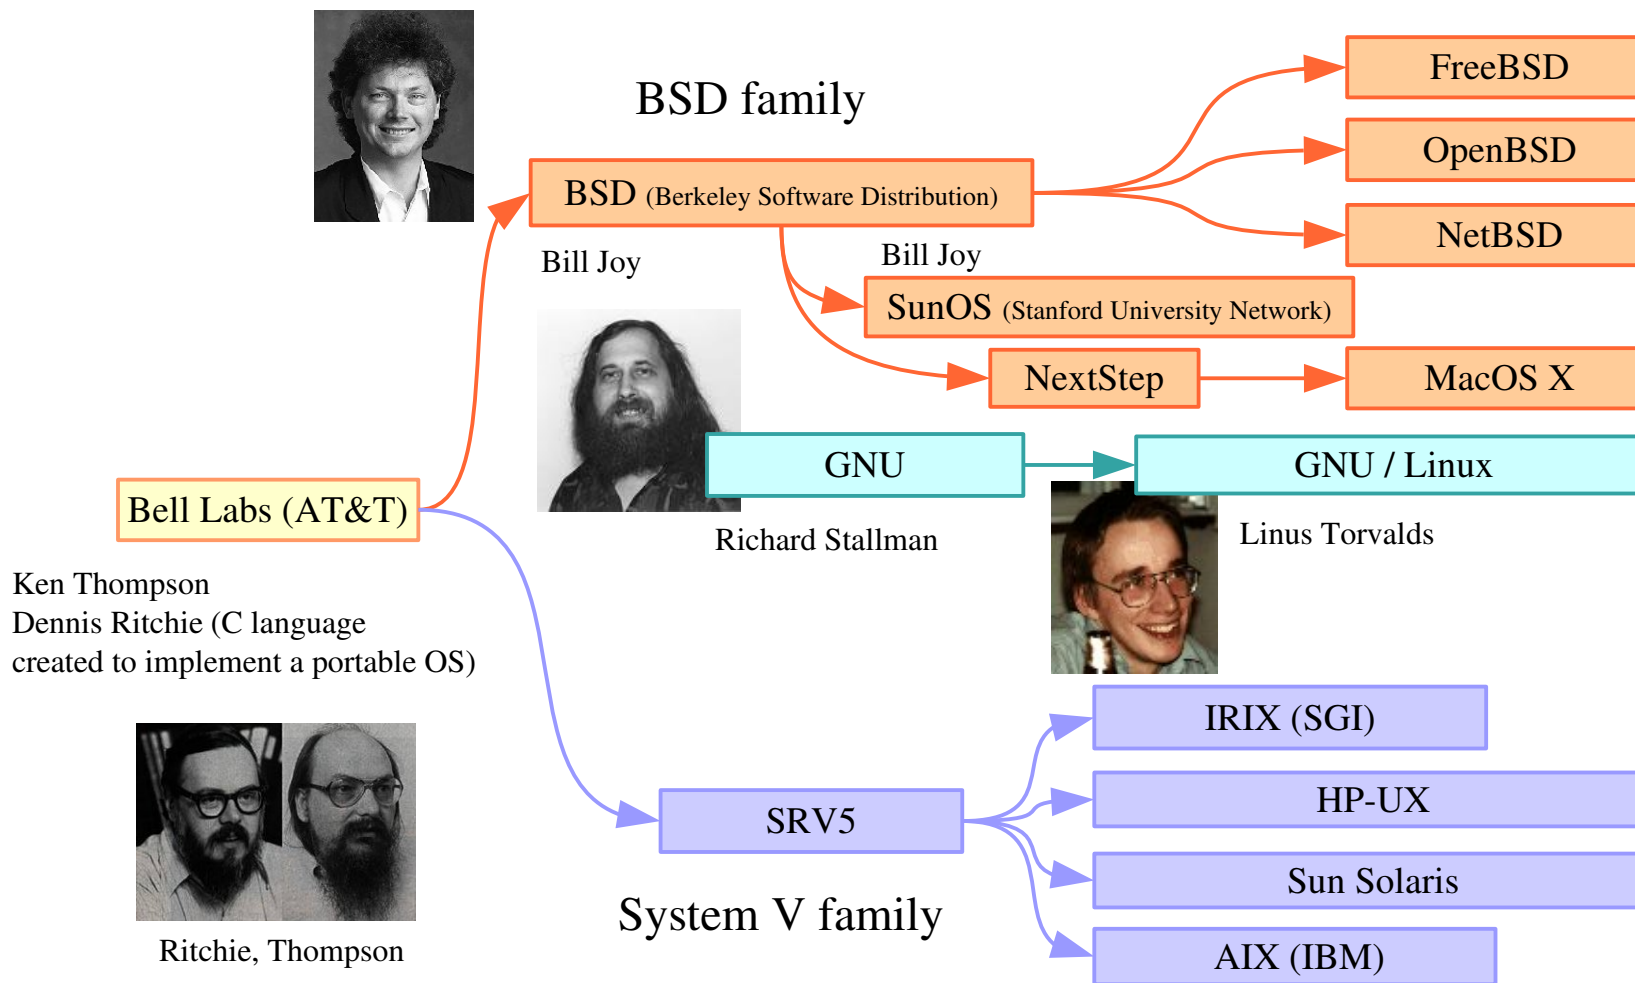 BSD family
FreeBSD
OpenBSD
BSD (Berkeley Software Distribution)
NetBSD
Bill Joy
Bill Joy
SunOS (Stanford University Network)
NextStep
MacOS X
GNU
GNU / Linux
Bell Labs (AT&T)
Richard Stallman
Linus Torvalds
Ken Thompson
Dennis Ritchie (C language
created to implement a portable OS)
IRIX (SGI)
HP-UX
SRV5
Sun Solaris
System V family
Ritchie, Thompson
AIX (IBM)